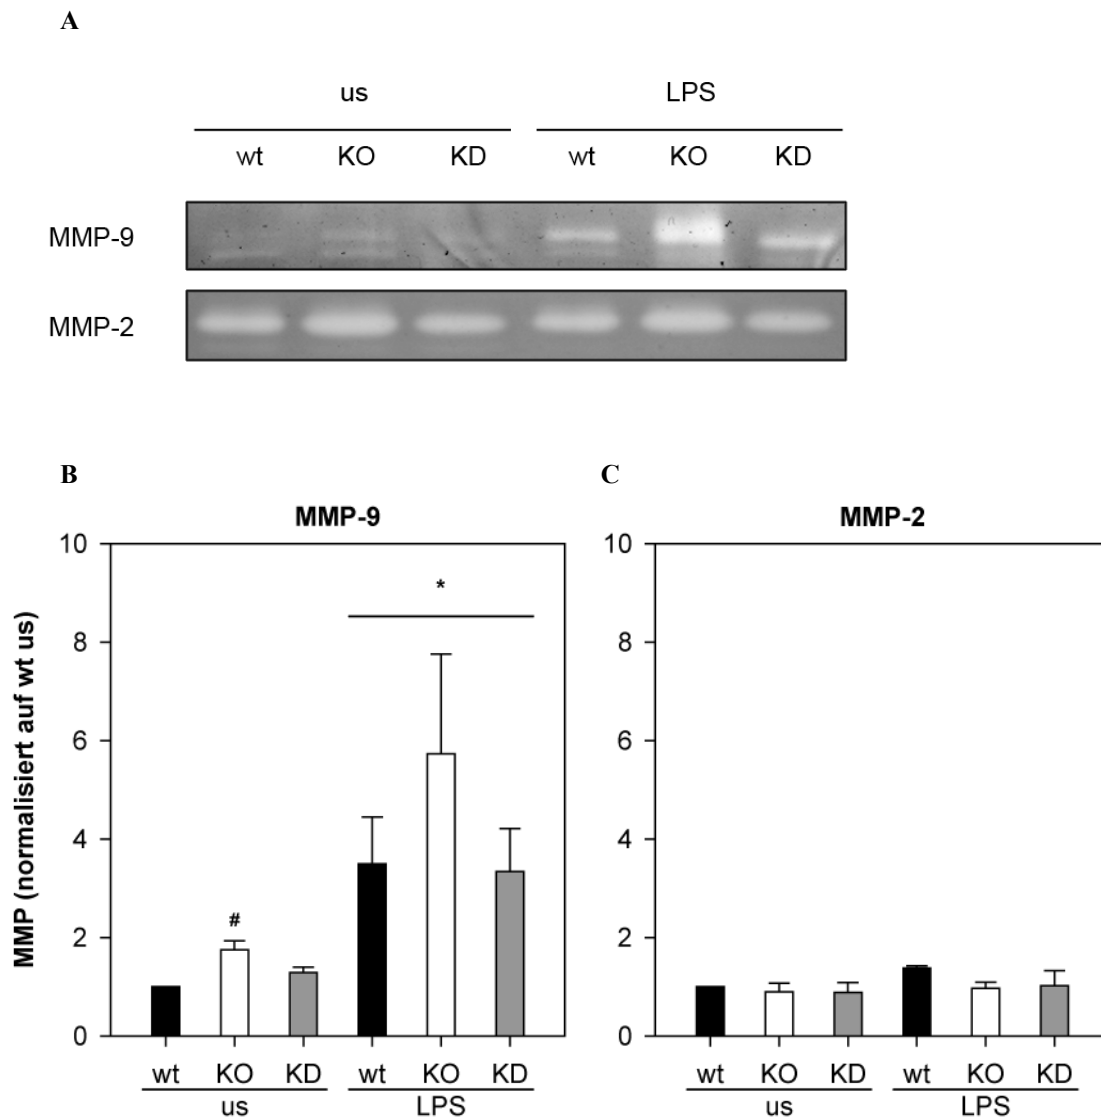 A
us LPS
wt KO KD wt KO KD
MMP-9
MMP-2
B C
MMP-9 MMP-2
MMP (normalisiert auf wt us)
10
8
6
4
2
0
*
#
wt KO KD wt KO KD
us LPS
10
8
6
4
2
0
wt KO KD wt KO KD
us LPS